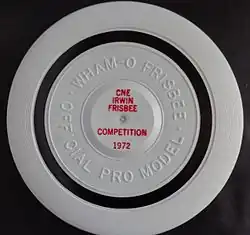 WHAM-O FRISBEE
OFFICIAL PRO MODEL
CNE
IRWIN
FRISBEE
COMPETITION
1972